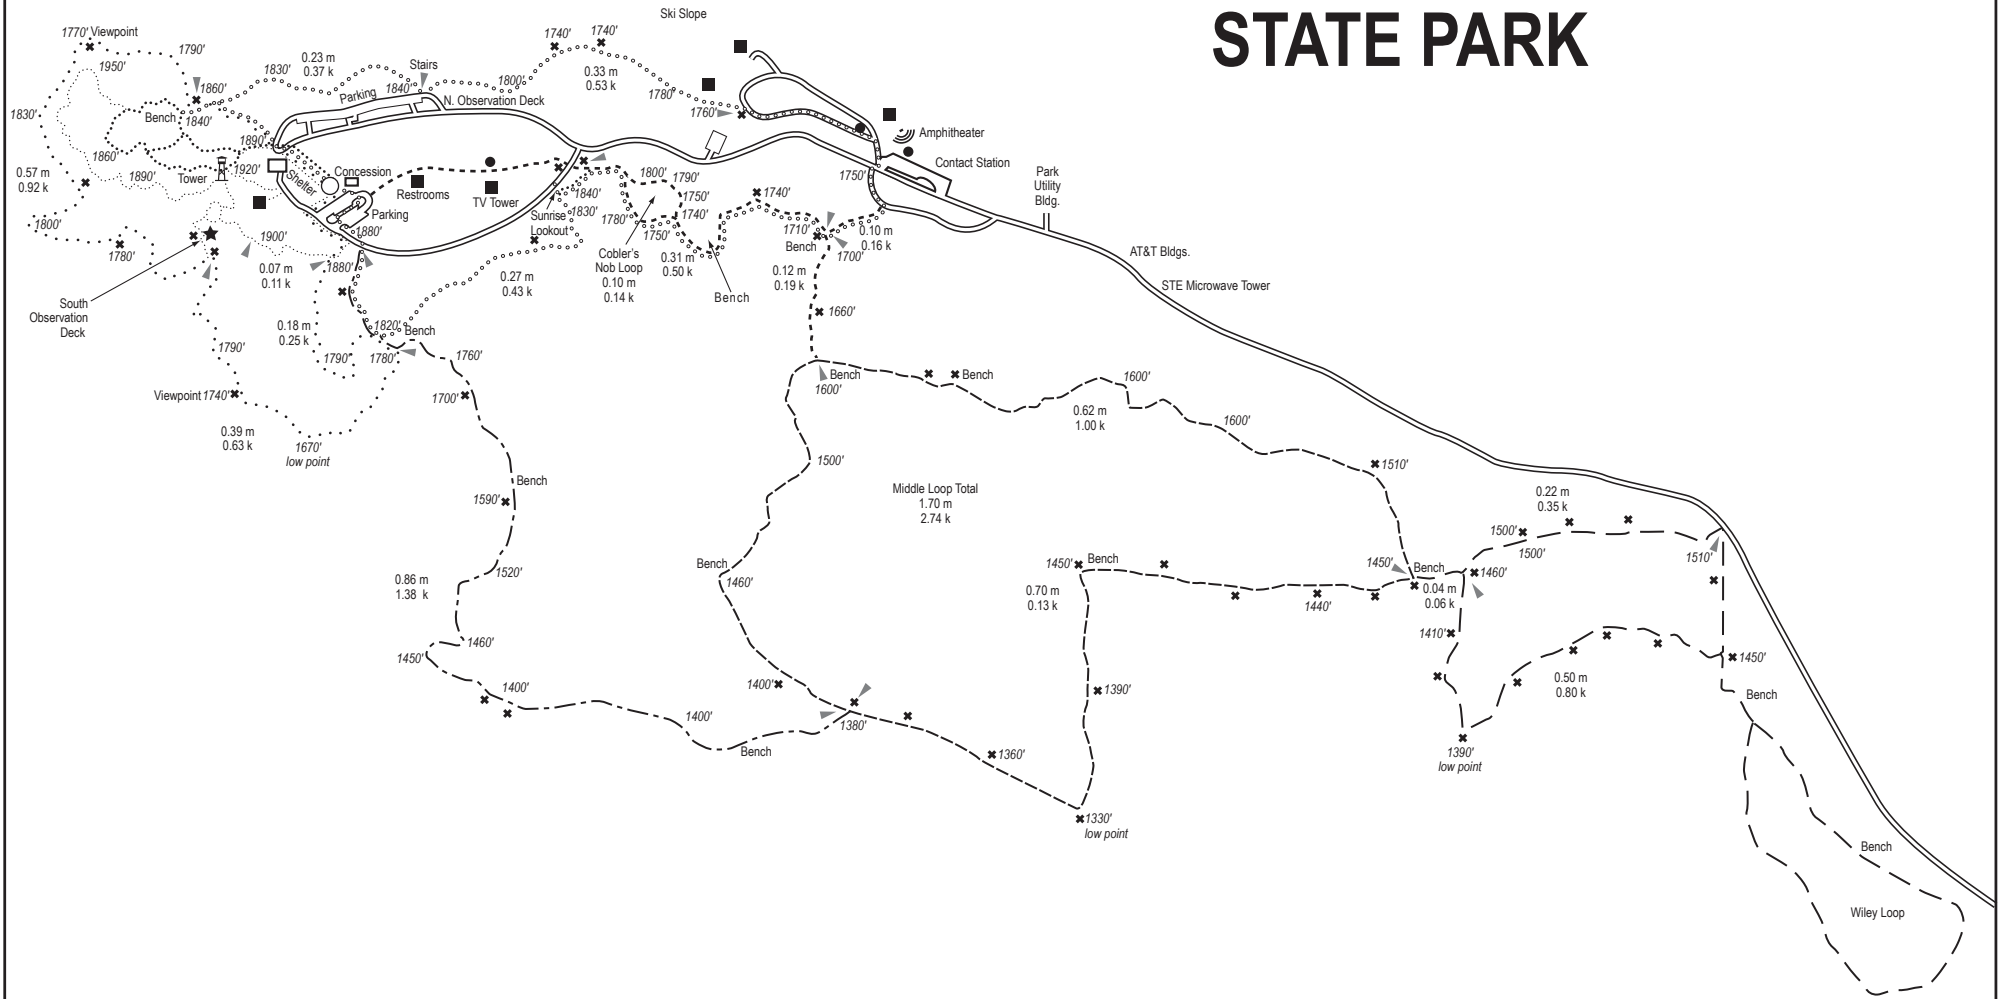 STATE PARK
Ski Slope
1770' Viewpoint
1790'
1950'
1740'
1740'
0.23 m
0.37 k
1830'
Stairs
1840'
1800'
0.33 m
0.53 k
1780'
1760'
1860'
1830'
Bench
1840'
Parking
N. Observation Deck
Amphitheater
Contact Station
1890'
1860'
1920'
1890'
Tower
Shelter
Concession
Restrooms
TV Tower
Parking
1880'
0.57 m
0.92 k
1800'
1780'
1900'
0.07 m
0.11 k
1880'
South
Observation
Deck
Sunrise
Lookout
1840'
1830'
1800'
1790'
1750'
1780'
1740'
1750'
Cobler's
Nob Loop
0.10 m
0.14 k
0.31 m
0.50 k
Bench
1740'
1710'
Bench
1700'
0.10 m
0.16 k
1750'
Park
Utility
Bldg.
AT&T Bldgs.
STE Microwave Tower
0.27 m
0.43 k
0.12 m
0.19 k
1660'
0.18 m
0.25 k
1790'
1820'
Bench
1780'
1760'
1790'
Viewpoint 1740'
1700'
0.39 m
0.63 k
1670'
low point
Bench
1600'
Bench
1600'
0.62 m
1.00 k
1600'
1500'
1510'
Bench
1590'
Middle Loop Total
1.70 m
2.74 k
0.22 m
0.35 k
1500'
1500'
1510'
1520'
0.86 m
1.38 k
Bench
1460'
1450' Bench
0.70 m
0.13 k
1440'
1450'
Bench
0.04 m
0.06 k
1460'
1410'
1460'
1450'
1450'
0.50 m
0.80 k
Bench
1400'
1400'
1390'
1400'
1380'
Bench
1360'
1390'
low point
1330'
low point
Bench
Wiley Loop